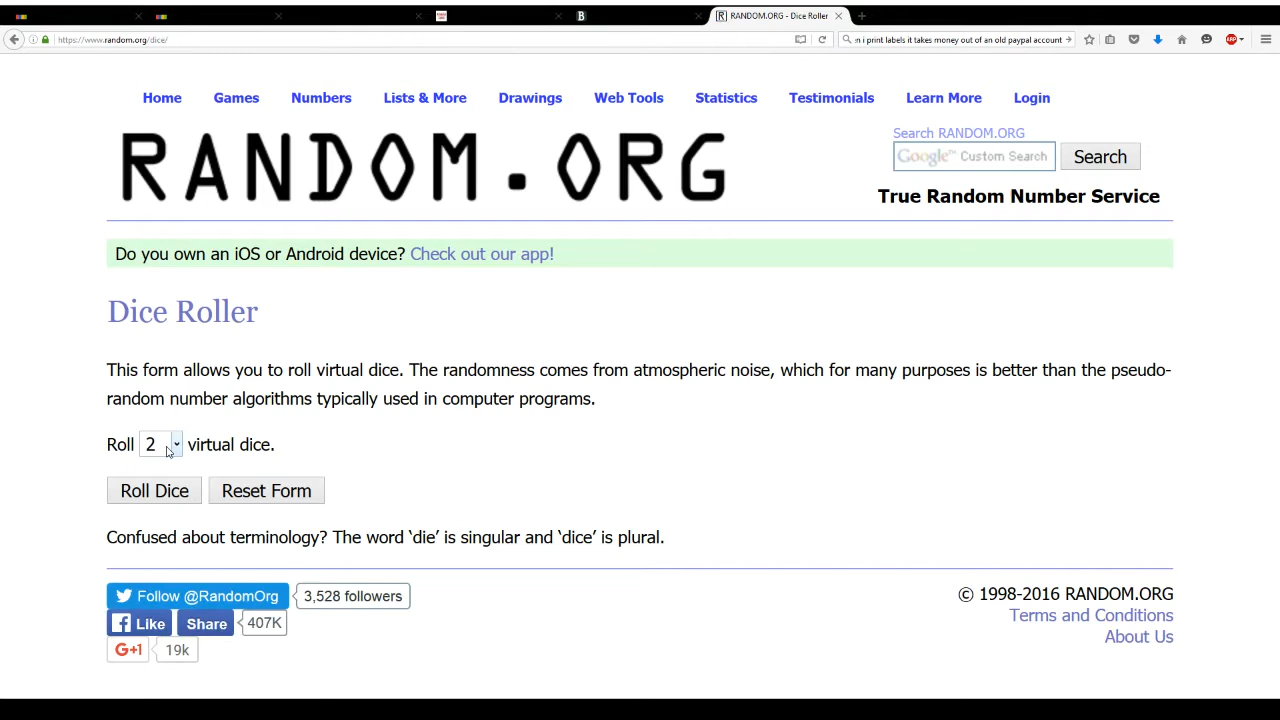 RANDOM.ORG - Dice Roller
https://www.random.org/dice/
n i print labels it takes money out of an old paypal account
ABP
Home Games Numbers Lists & More Drawings Web Tools Statistics Testimonials Learn More Login
RANDOM.ORG
Search RANDOM.ORG
Google™ Custom Search Search
True Random Number Service
Do you own an iOS or Android device? Check out our app!
Dice Roller
This form allows you to roll virtual dice. The randomness comes from atmospheric noise, which for many purposes is better than the pseudo-
random number algorithms typically used in computer programs.
Roll 2 virtual dice.
Roll Dice Reset Form
Confused about terminology? The word ‘die’ is singular and ‘dice’ is plural.
Follow @RandomOrg 3,528 followers
Like Share 407K
G+1 19k
© 1998-2016 RANDOM.ORG
Terms and Conditions
About Us